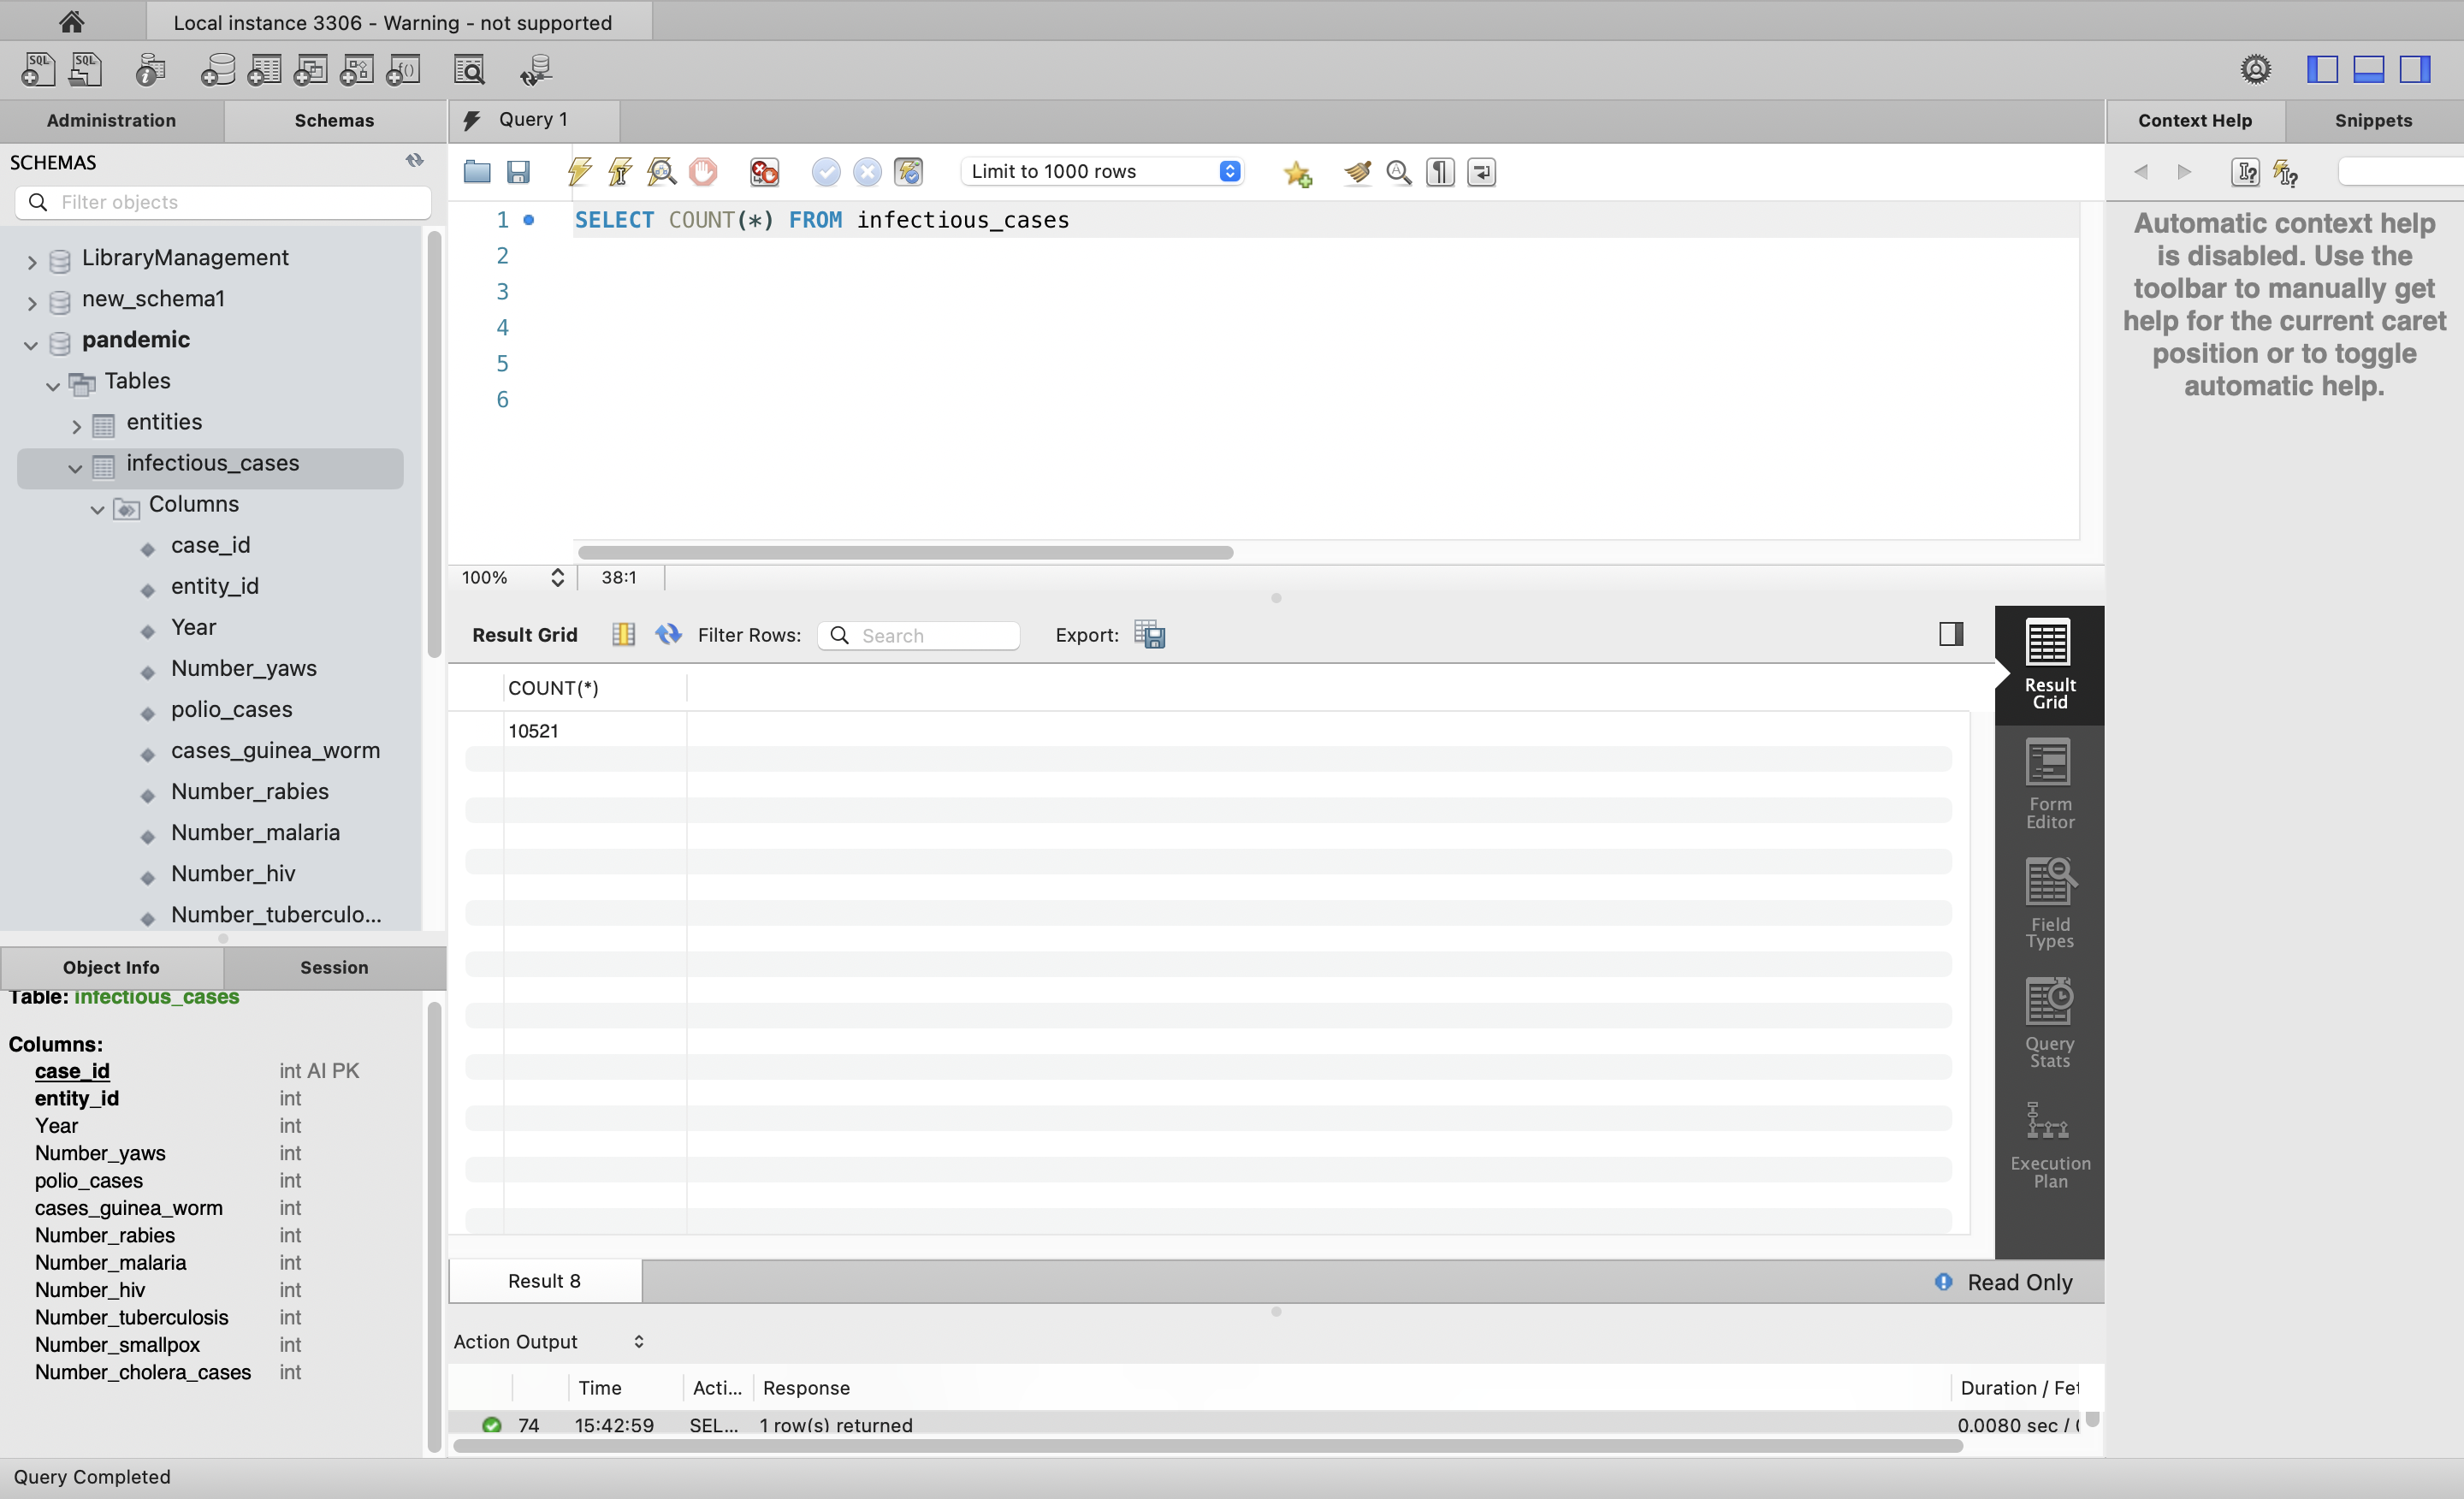 Local instance 3306 - Warning - not supported
SQL
SQL
Administration
Schemas
Query 1
Context Help
Snippets
SCHEMAS
Filter objects
Limit to 1000 rows
LibraryManagement
new_schema1
pandemic
Tables
entities
infectious_cases
Columns
case_id
entity_id
Year
Number_yaws
polio_cases
cases_guinea_worm
Number_rabies
Number_malaria
Number_hiv
Number_tuberculo...
1 SELECT COUNT(*) FROM infectious_cases
2
3
4
5
6
100%
38:1
Automatic context help
is disabled. Use the
toolbar to manually get
help for the current caret
position or to toggle
automatic help.
Result Grid
Filter Rows:
Search
Export:
COUNT(*)
10521
Result
Grid
Form
Editor
Field
Types
Query
Stats
Execution
Plan
Object Info
Session
Table: infectious_cases
Columns:
case_id int AI PK
entity_id int
Year int
Number_yaws int
polio_cases int
cases_guinea_worm int
Number_rabies int
Number_malaria int
Number_hiv int
Number_tuberculosis int
Number_smallpox int
Number_cholera_cases int
Result 8
Read Only
Action Output
Time Acti... Response Duration / Fet
74 15:42:59 SEL... 1 row(s) returned 0.0080 sec / 0
Query Completed